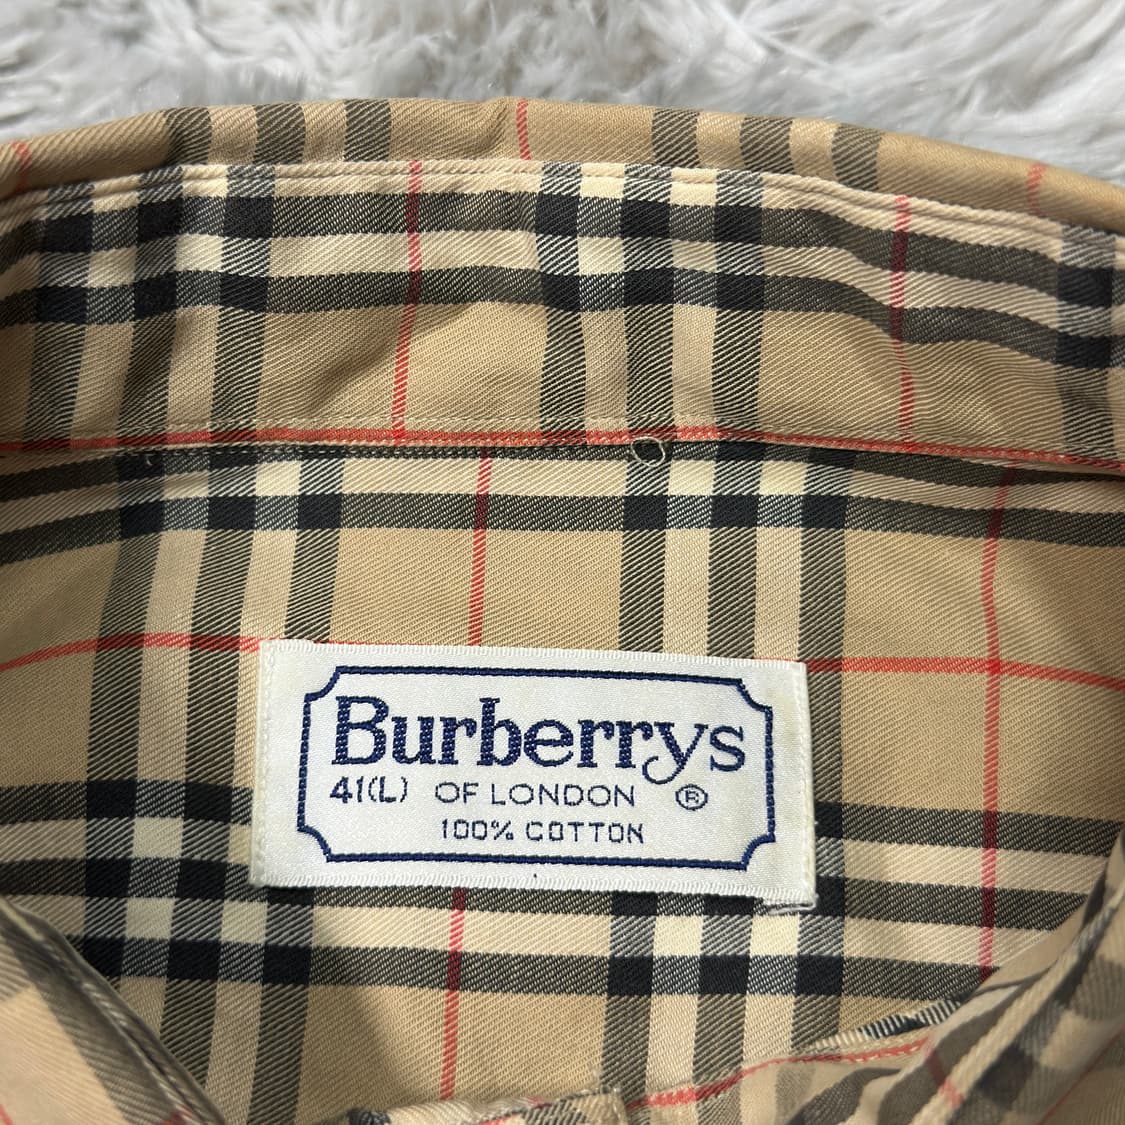 Burberrys
41(L) OF LONDON ®
100% COTTON